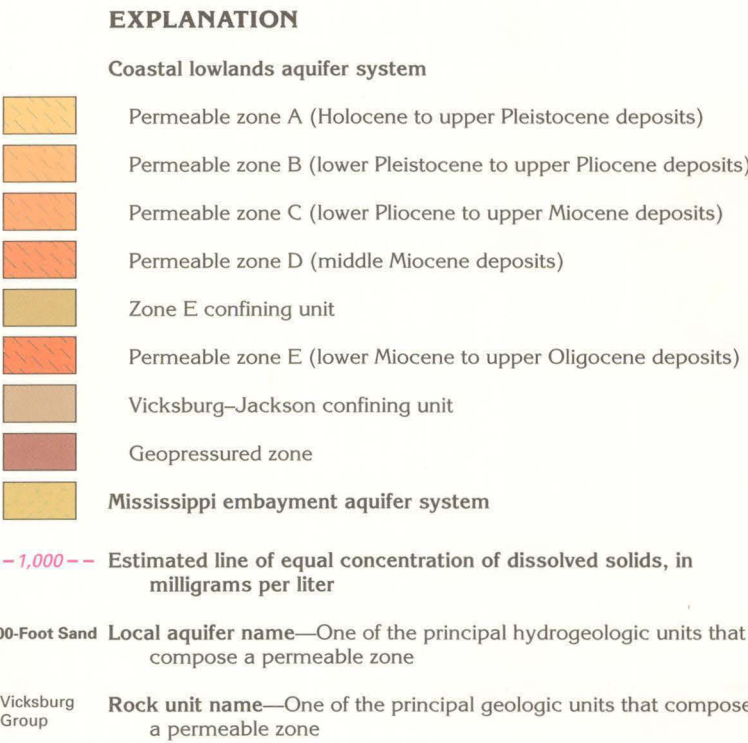 EXPLANATION
Coastal lowlands aquifer system
Permeable zone A (Holocene to upper Pleistocene deposits)
Permeable zone B (lower Pleistocene to upper Pliocene deposits)
Permeable zone C (lower Pliocene to upper Miocene deposits)
Permeable zone D (middle Miocene deposits)
Zone E confining unit
Permeable zone E (lower Miocene to upper Oligocene deposits)
Vicksburg–Jackson confining unit
Geopressured zone
Mississippi embayment aquifer system
–1,000–– Estimated line of equal concentration of dissolved solids, in
milligrams per liter
00-Foot Sand Local aquifer name—One of the principal hydrogeologic units that
compose a permeable zone
Vicksburg
Group
Rock unit name—One of the principal geologic units that compose
a permeable zone